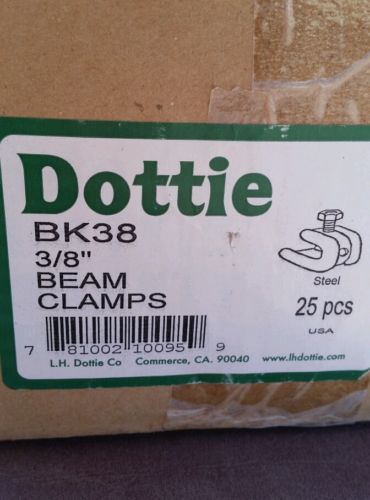 Dottie
BK38
3/8"
BEAM
CLAMPS
Steel
25 pcs
USA
7 81002 10095 9
L.H. Dottie Co Commerce, CA. 90040 www.lhdottie.com